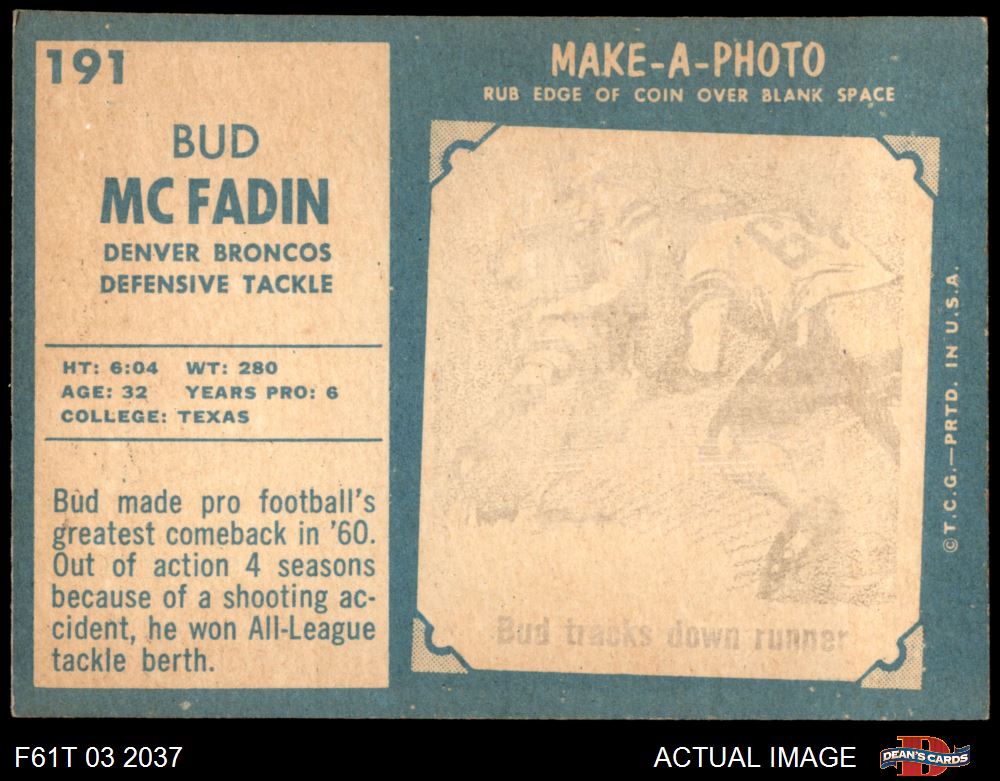 191
BUD
MC FADIN
DENVER BRONCOS
DEFENSIVE TACKLE
HT: 6:04 WT: 280
AGE: 32 YEARS PRO: 6
COLLEGE: TEXAS
Bud made pro football's
greatest comeback in '60.
Out of action 4 seasons
because of a shooting ac-
cident, he won All-League
tackle berth.
MAKE-A-PHOTO
RUB EDGE OF COIN OVER BLANK SPACE
Bud tracks down runner
©T.C.G.—PRTD. IN U.S.A.
F61T 03 2037
ACTUAL IMAGE
DEAN'S CARDS